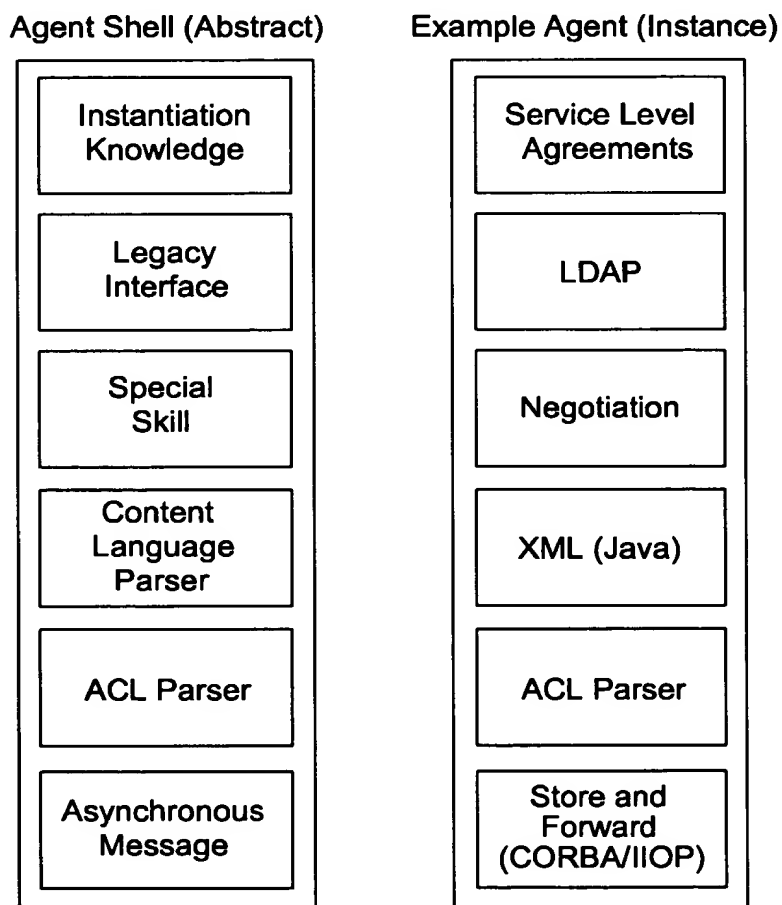 Agent Shell (Abstract)
Instantiation
Knowledge
Legacy
Interface
Special
Skill
Content
Language
Parser
ACL Parser
Asynchronous
Message
Example Agent (Instance)
Service Level
Agreements
LDAP
Negotiation
XML (Java)
ACL Parser
Store and
Forward
(CORBA/IIOP)